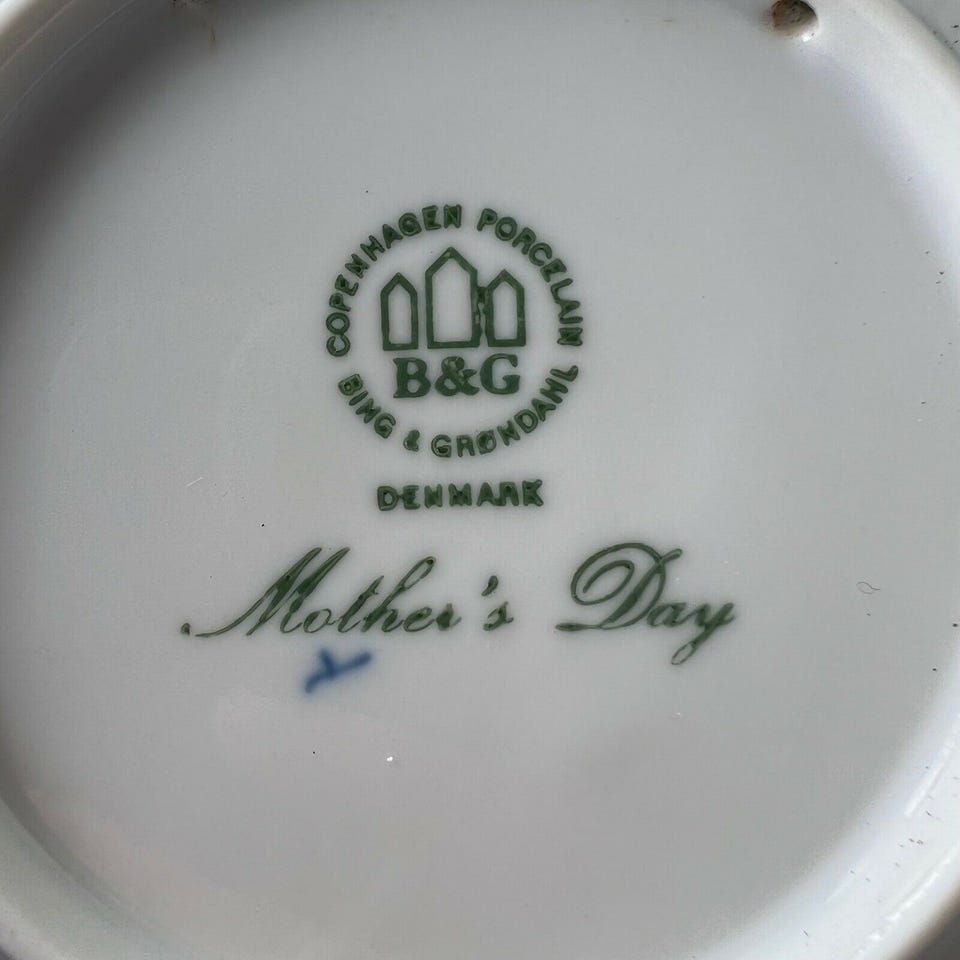 COPENHAGEN PORCELAIN
B&G
BING & GRØNDAHL
DENMARK
Mother's Day